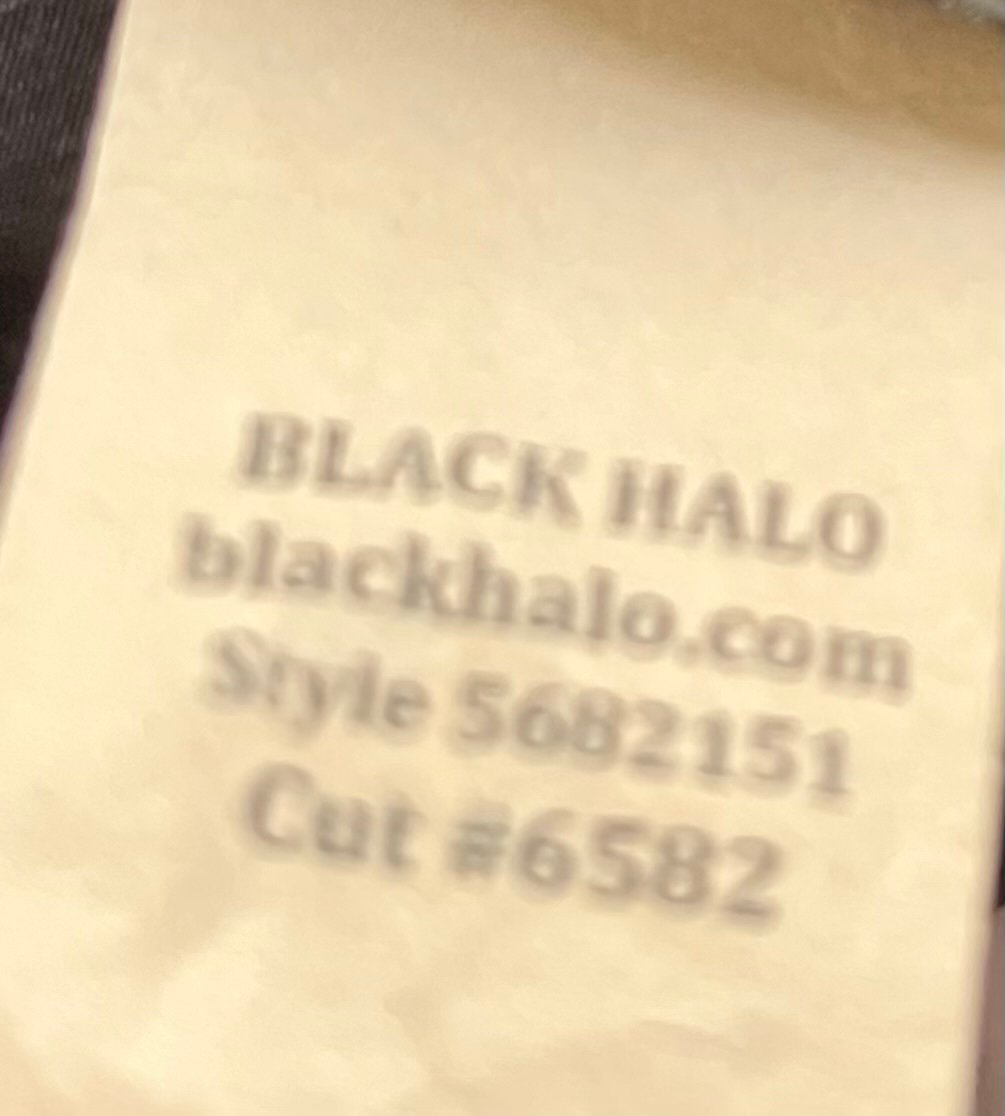 BLACK HALO
blackhalo.com
Style 5682151
Cut #6582